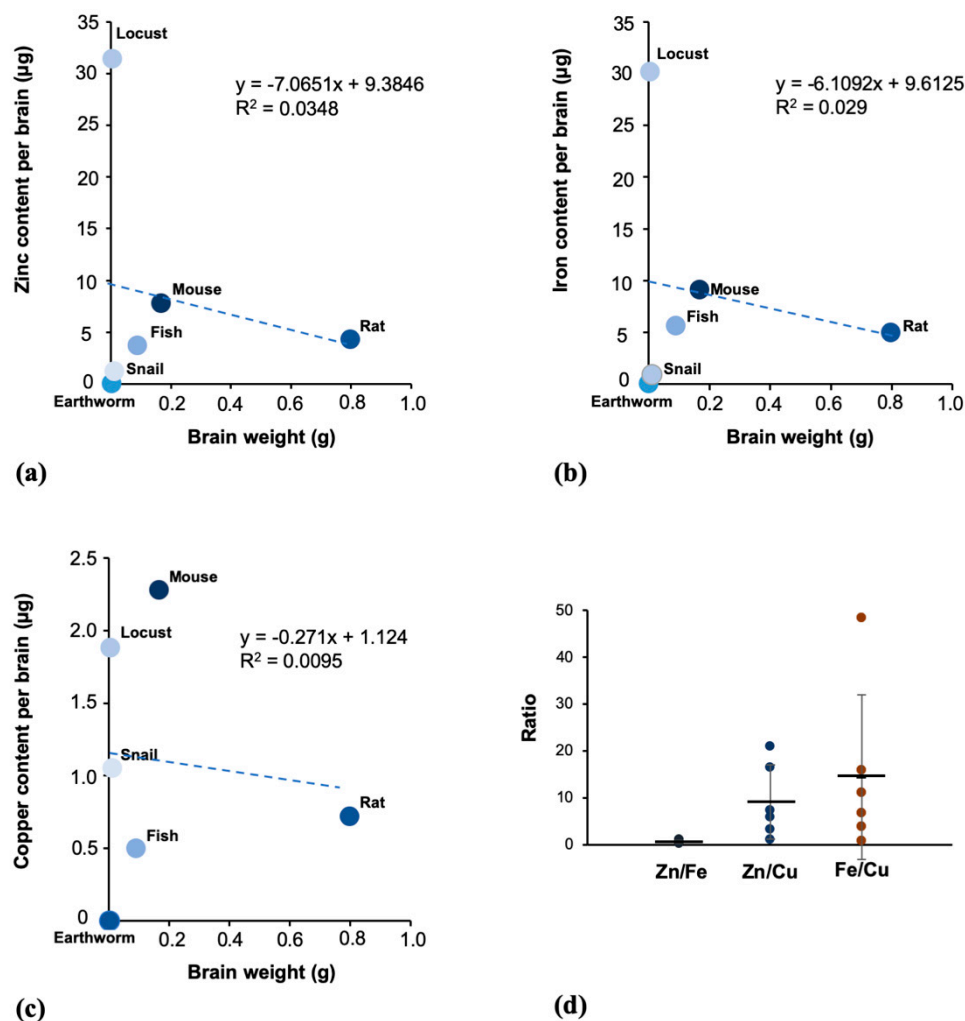 35
30
25
20
15
10
5
0
Zinc content per brain (µg)
Locust
y = -7.0651x + 9.3846
R² = 0.0348
Mouse
Fish
Rat
Snail
Earthworm
0.2 0.4 0.6 0.8 1.0
Brain weight (g)
(a)
35
30
25
20
15
10
5
0
Iron content per brain (µg)
Locust
y = -6.1092x + 9.6125
R² = 0.029
Mouse
Fish
Rat
Snail
Earthworm
0.2 0.4 0.6 0.8 1.0
Brain weight (g)
(b)
2.5
2.0
1.5
1.0
0.5
0
Copper content per brain (µg)
Mouse
Locust
y = -0.271x + 1.124
R² = 0.0095
Snail
Rat
Fish
Earthworm
0.2 0.4 0.6 0.8 1.0
Brain weight (g)
(c)
50
40
30
20
10
0
Ratio
Zn/Fe Zn/Cu Fe/Cu
(d)